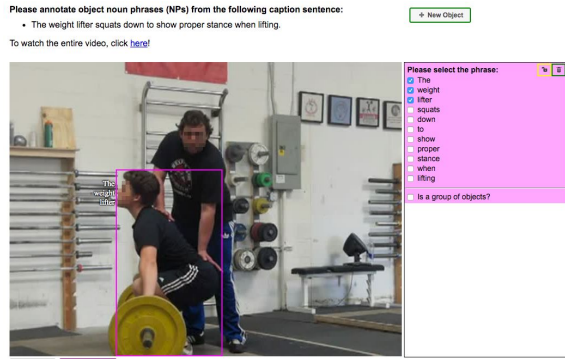 Please annotate object noun phrases (NPs) from the following caption sentence:
• The weight lifter squats down to show proper stance when lifting.
To watch the entire video, click here!
+ New Object
The
weight
lifter
Please select the phrase:
The
weight
lifter
squats
down
to
show
proper
stance
when
lifting
Is a group of objects?